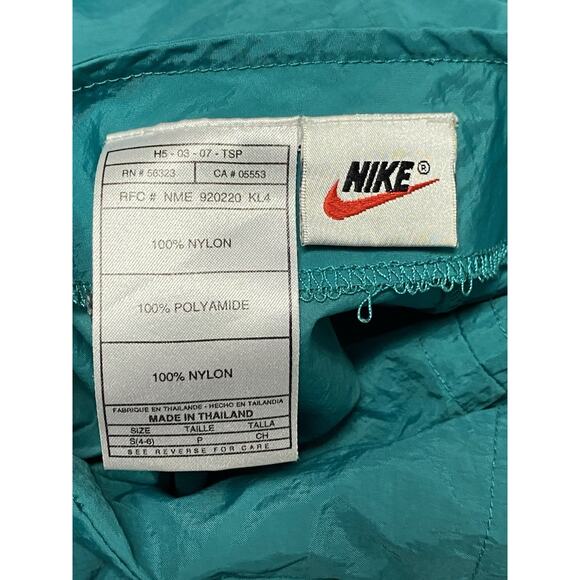 H5 - 03 - 07 - TSP
RN # 56323 CA # 05553
RFC # NME 920220 KL4
100% NYLON
100% POLYAMIDE
100% NYLON
FABRIQUE EN THAILANDE - HECHO EN TAILANDIA
MADE IN THAILAND
SIZE TAILLE TALLA
S(4-6) P CH
SEE REVERSE FOR CARE
NIKE ®